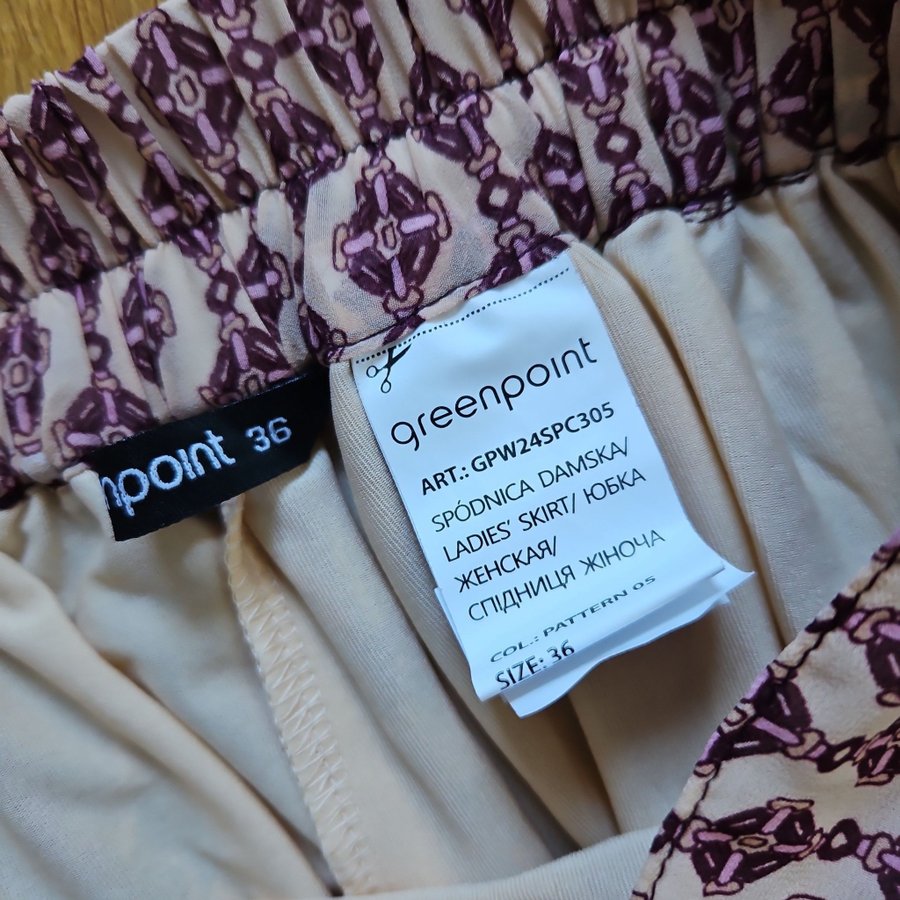 npoint 36
greenpoint
ART.: GPW24SPC305
SPÓDNICA DAMSKA/
LADIES' SKIRT/ ЮБКА
ЖЕНСКАЯ/
СПІДНИЦЯ ЖІНОЧА
COL.: PATTERN 05
SIZE: 36